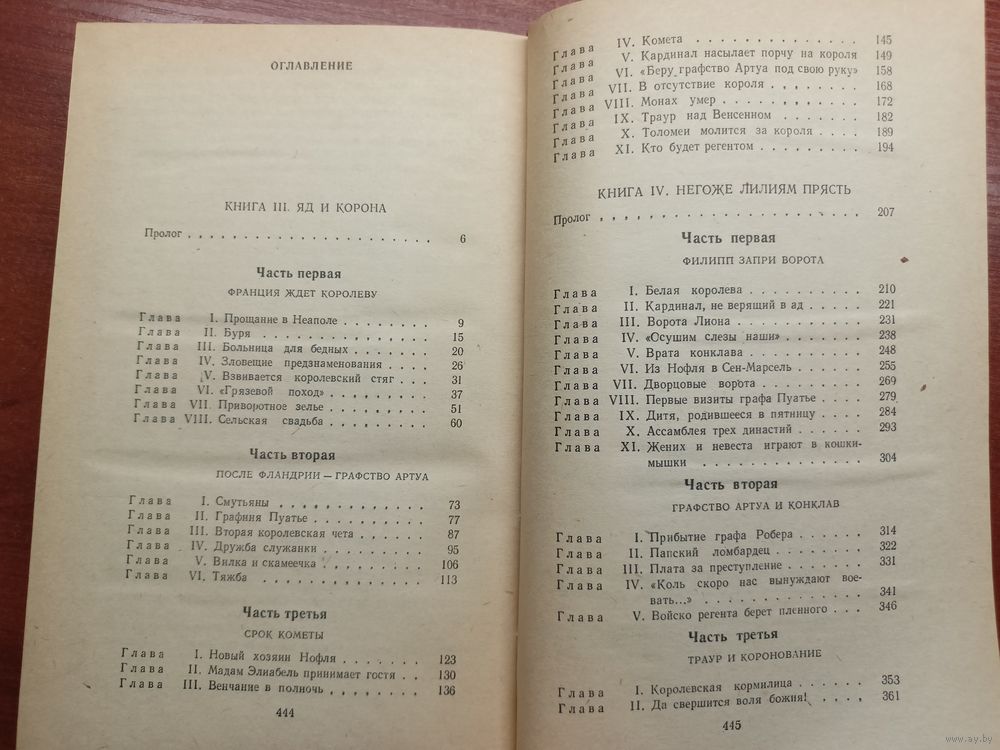 ОГЛАВЛЕНИЕ
КНИГА III. ЯД И КОРОНА
Пролог . . . . . . . . . . . . . . . . . . . . . . 6
Часть первая
ФРАНЦИЯ ЖДЕТ КОРОЛЕВУ
Глава I. Прощание в Неаполе . . . . . . . . 9
Глава II. Буря . . . . . . . . . . . . . . 15
Глава III. Больница для бедных . . . . . . . 20
Глава IV. Зловещие предзнаменования . . . . . 26
Глава V. Взвивается королевский стяг . . . . 31
Глава VI. «Грязевой поход» . . . . . . . . . 37
Глава VII. Приворотное зелье . . . . . . . . 51
Глава VIII. Сельская свадьба . . . . . . . . 60
Часть вторая
ПОСЛЕ ФЛАНДРИИ — ГРАФСТВО АРТУА
Глава I. Смутьяны . . . . . . . . . . . . 73
Глава II. Графиня Пуатье . . . . . . . . . . 77
Глава III. Вторая королевская чета . . . . . 87
Глава IV. Дружба служанки . . . . . . . . . 95
Глава V. Вилка и скамеечка . . . . . . . . 106
Глава VI. Тяжба . . . . . . . . . . . . . 113
Часть третья
СРОК КОМЕТЫ
Глава I. Новый хозяин Нофля . . . . . . . 123
Глава II. Мадам Элиабель принимает гостя . . 130
Глава III. Венчание в полночь . . . . . . . . 136
444
Глава IV. Комета . . . . . . . . . . . . . 145
Глава V. Кардинал насылает порчу на короля 149
Глава VI. «Беру графство Артуа под свою руку» 158
Глава VII. В отсутствие короля . . . . . . . 168
Глава VIII. Монах умер . . . . . . . . . . . 172
Глава IX. Траур над Венсенном . . . . . . . 182
Глава X. Толомеи молится за короля . . . . 189
Глава XI. Кто будет регентом . . . . . . . . 194
КНИГА IV. НЕГОЖЕ ЛИЛИЯМ ПРЯСТЬ
Пролог . . . . . . . . . . . . . . . . . . . . 207
Часть первая
ФИЛИПП ЗАПРИ ВОРОТА
Глава I. Белая королева . . . . . . . . . 210
Глава II. Кардинал, не верящий в ад . . . . 221
Глава III. Ворота Лиона . . . . . . . . . . 231
Глава IV. «Осушим слезы наши» . . . . . . . 238
Глава V. Врата конклава . . . . . . . . . 248
Глава VI. Из Нофля в Сен-Марсель . . . . . . 255
Глава VII. Дворцовые ворота . . . . . . . . 269
Глава VIII. Первые визиты графа Пуатье . . . 279
Глава IX. Дитя, родившееся в пятницу . . . . 284
Глава X. Ассамблея трех династий . . . . . 293
Глава XI. Жених и невеста играют в кошки-
мышки . . . . . . . . . . . . 304
Часть вторая
ГРАФСТВО АРТУА И КОНКЛАВ
Глава I. Прибытие графа Робера . . . . . . 314
Глава II. Папский ломбардец . . . . . . . . 322
Глава III. Плата за преступление . . . . . . 331
Глава IV. «Коль скоро нас вынуждают вое-
вать...» . . . . . . . . . . . 341
Глава V. Войско регента берет пленного . . . 346
Часть третья
ТРАУР И КОРОНОВАНИЕ
Глава I. Королевская кормилица . . . . . . 353
Глава II. Да свершится воля божия! . . . . 361
445
www.ay.by